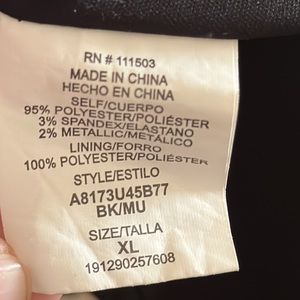 RN # 111503
MADE IN CHINA
HECHO EN CHINA
SELF/CUERPO
95% POLYESTER/POLIÉSTER
3% SPANDEX/ELASTANO
2% METALLIC/METÁLICO
LINING/FORRO
100% POLYESTER/POLIÉSTER
STYLE/ESTILO
A8173U45B77
BK/MU
SIZE/TALLA
XL
191290257608